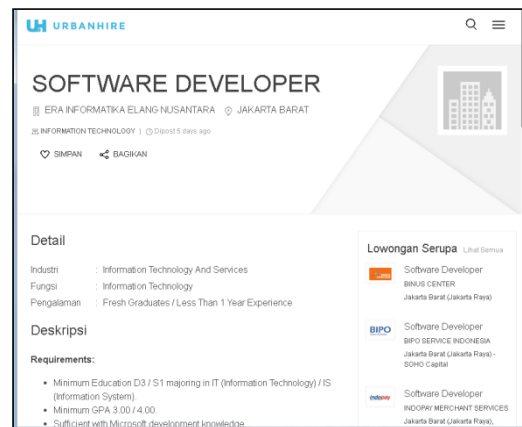 UH URBANHIRE
SOFTWARE DEVELOPER
ERA INFORMATIKA ELANG NUSANTARA JAKARTA BARAT
INFORMATION TECHNOLOGY | Dipost 5 days ago
SIMPAN BAGIKAN
Detail
Industri : Information Technology And Services
Fungsi : Information Technology
Pengalaman : Fresh Graduates / Less Than 1 Year Experience
Deskripsi
Requirements:
• Minimum Education D3 / S1 majoring in IT (Information Technology) / IS
(Information System).
• Minimum GPA 3.00 / 4.00.
• Sufficient with Microsoft development knowledge
Lowongan Serupa Lihat Semua
Software Developer
BINUS CENTER
Jakarta Barat (Jakarta Raya)
BIPO
Software Developer
BIPO SERVICE INDONESIA
Jakarta Barat (Jakarta Raya) -
SOHO Capital
indopay
Software Developer
INDOPAY MERCHANT SERVICES
Jakarta Barat (Jakarta Raya),